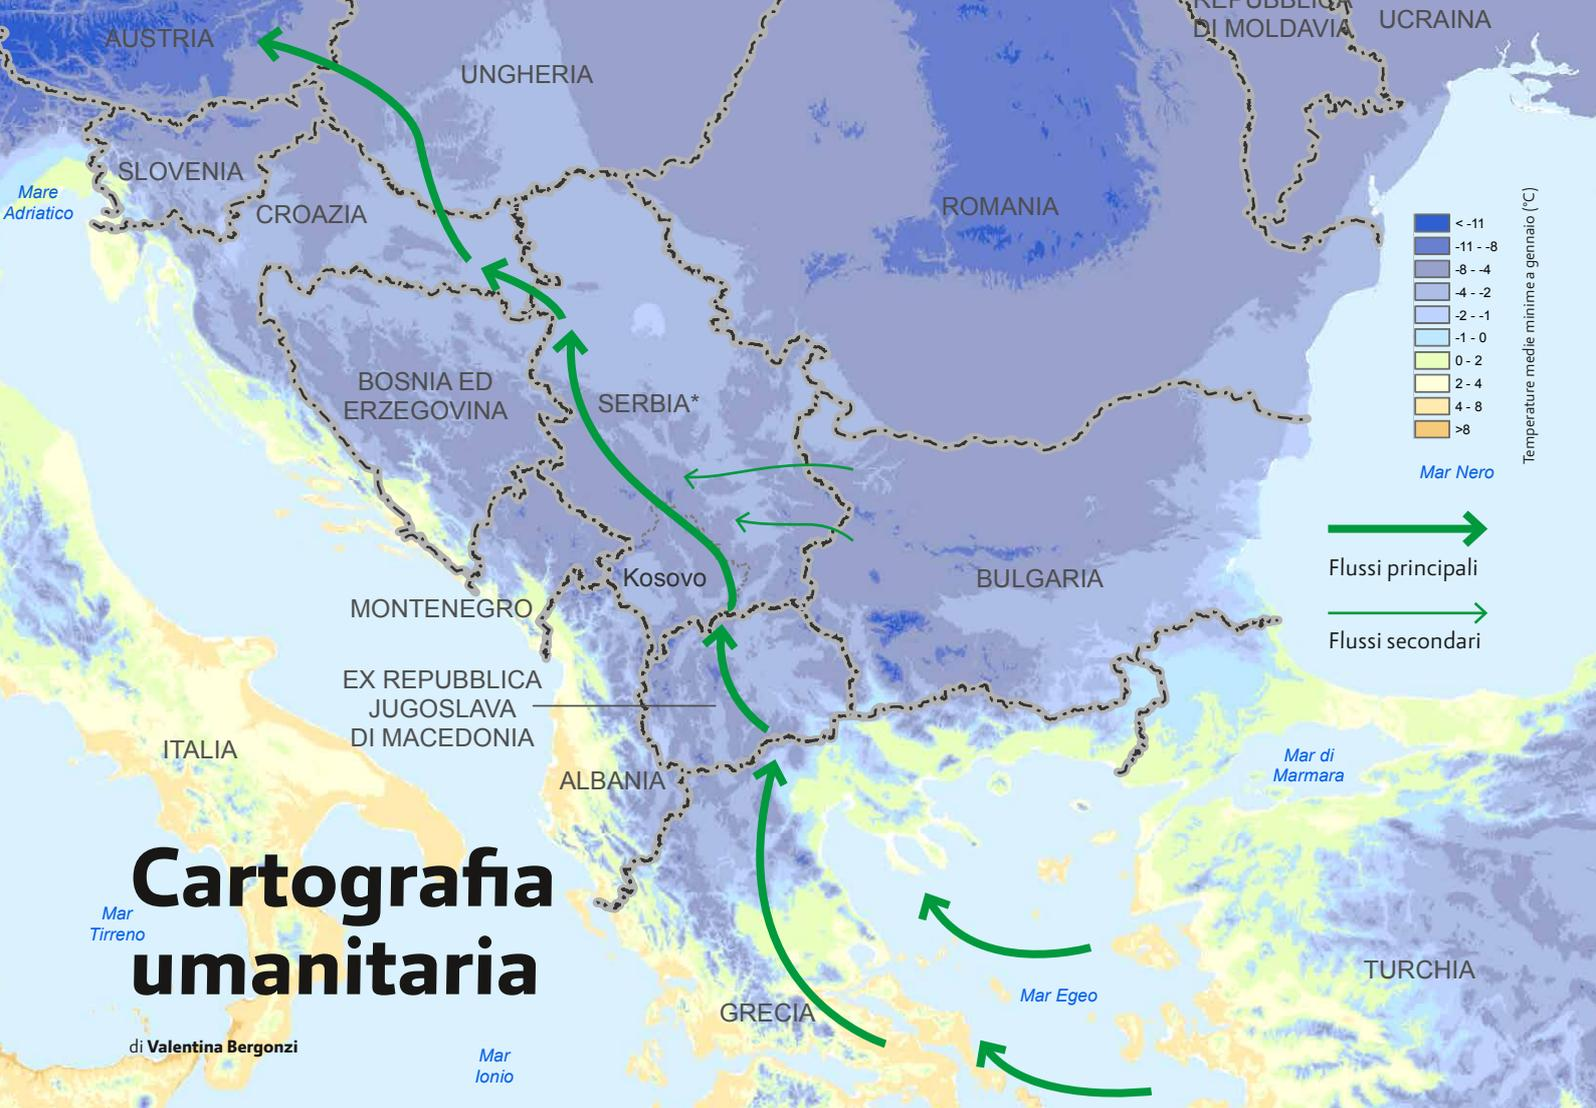 REPUBBLICA
DI MOLDAVIA
UCRAINA
AUSTRIA
UNGHERIA
SLOVENIA
Mare
Adriatico
CROAZIA
ROMANIA
< -11
-11 - -8
-8 - -4
-4 - -2
-2 - -1
-1 - 0
0 - 2
2 - 4
4 - 8
>8
Temperature medie minime a gennaio (°C)
BOSNIA ED
ERZEGOVINA
SERBIA*
Mar Nero
Flussi principali
Kosovo
BULGARIA
MONTENEGRO
Flussi secondari
EX REPUBBLICA
JUGOSLAVA
DI MACEDONIA
ITALIA
ALBANIA
Mar di
Marmara
Cartografia
umanitaria
Mar
Tirreno
TURCHIA
Mar Egeo
GRECIA
di Valentina Bergonzi
Mar
Ionio